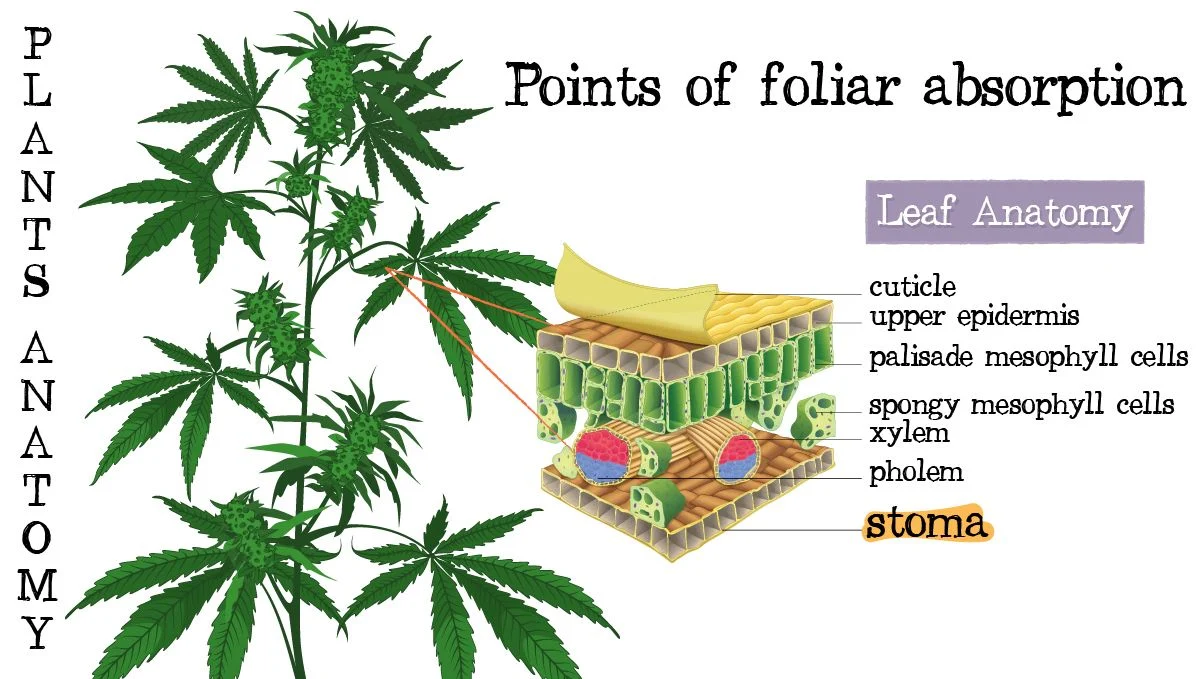 PLANTS ANATOMY
Points of foliar absorption
Leaf Anatomy
cuticle
upper epidermis
palisade mesophyll cells
spongy mesophyll cells
xylem
pholem
stoma